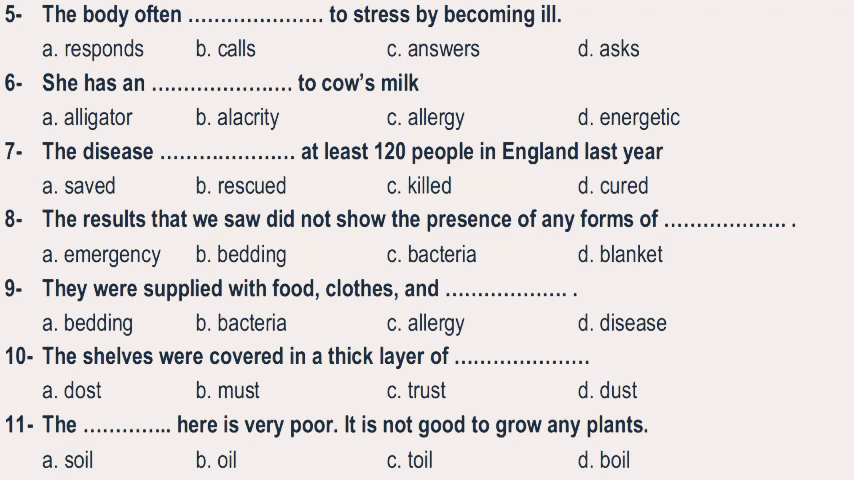 5- The body often ………………… to stress by becoming ill.
a. responds b. calls c. answers d. asks
6- She has an ………………….… to cow’s milk
a. alligator b. alacrity c. allergy d. energetic
7- The disease ……….………… at least 120 people in England last year
a. saved b. rescued c. killed d. cured
8- The results that we saw did not show the presence of any forms of ………………. .
a. emergency b. bedding c. bacteria d. blanket
9- They were supplied with food, clothes, and ………………. .
a. bedding b. bacteria c. allergy d. disease
10- The shelves were covered in a thick layer of …………………
a. dost b. must c. trust d. dust
11- The ………….. here is very poor. It is not good to grow any plants.
a. soil b. oil c. toil d. boil